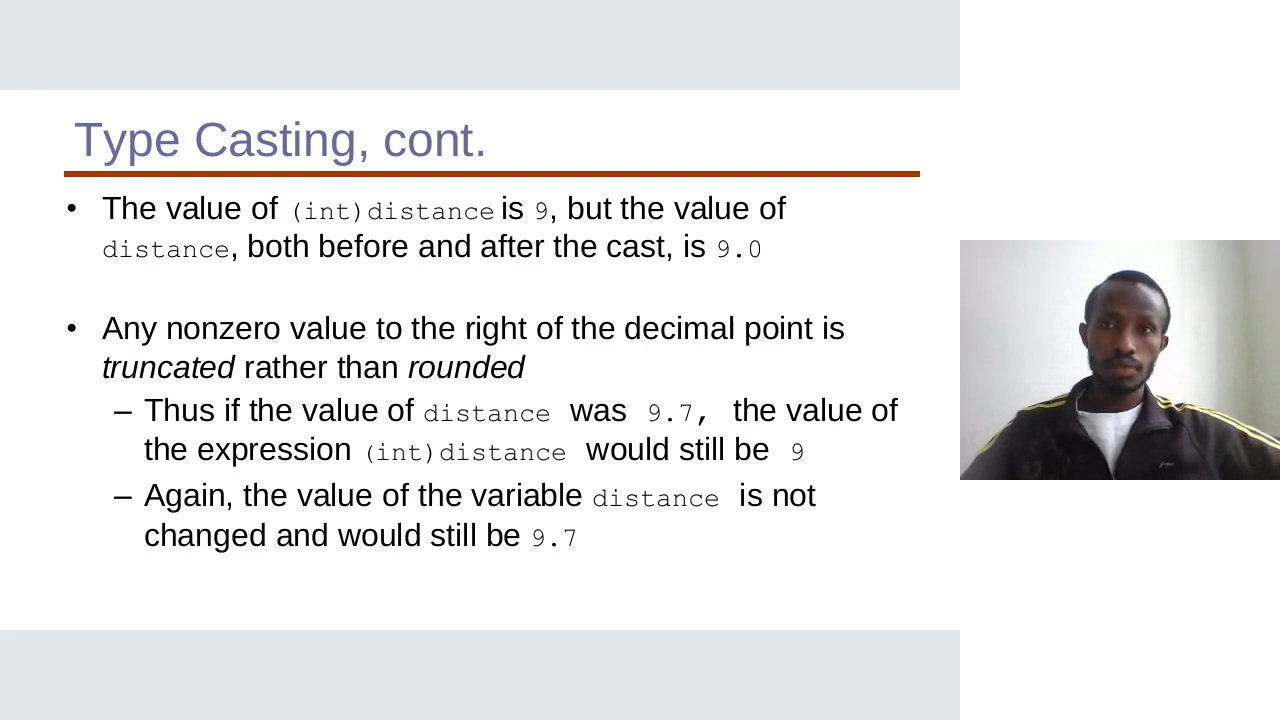 Type Casting, cont.
• The value of (int)distance is 9, but the value of
distance, both before and after the cast, is 9.0
• Any nonzero value to the right of the decimal point is
truncated rather than rounded
– Thus if the value of distance was 9.7, the value of
the expression (int)distance would still be 9
– Again, the value of the variable distance is not
changed and would still be 9.7